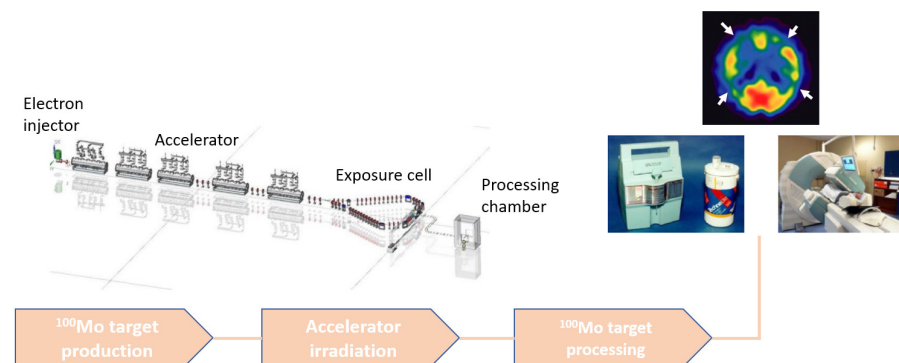 Electron
injector
Accelerator
Exposure cell
Processing
chamber
¹⁰⁰Mo target
production
Accelerator
irradiation
¹⁰⁰Mo target
processing